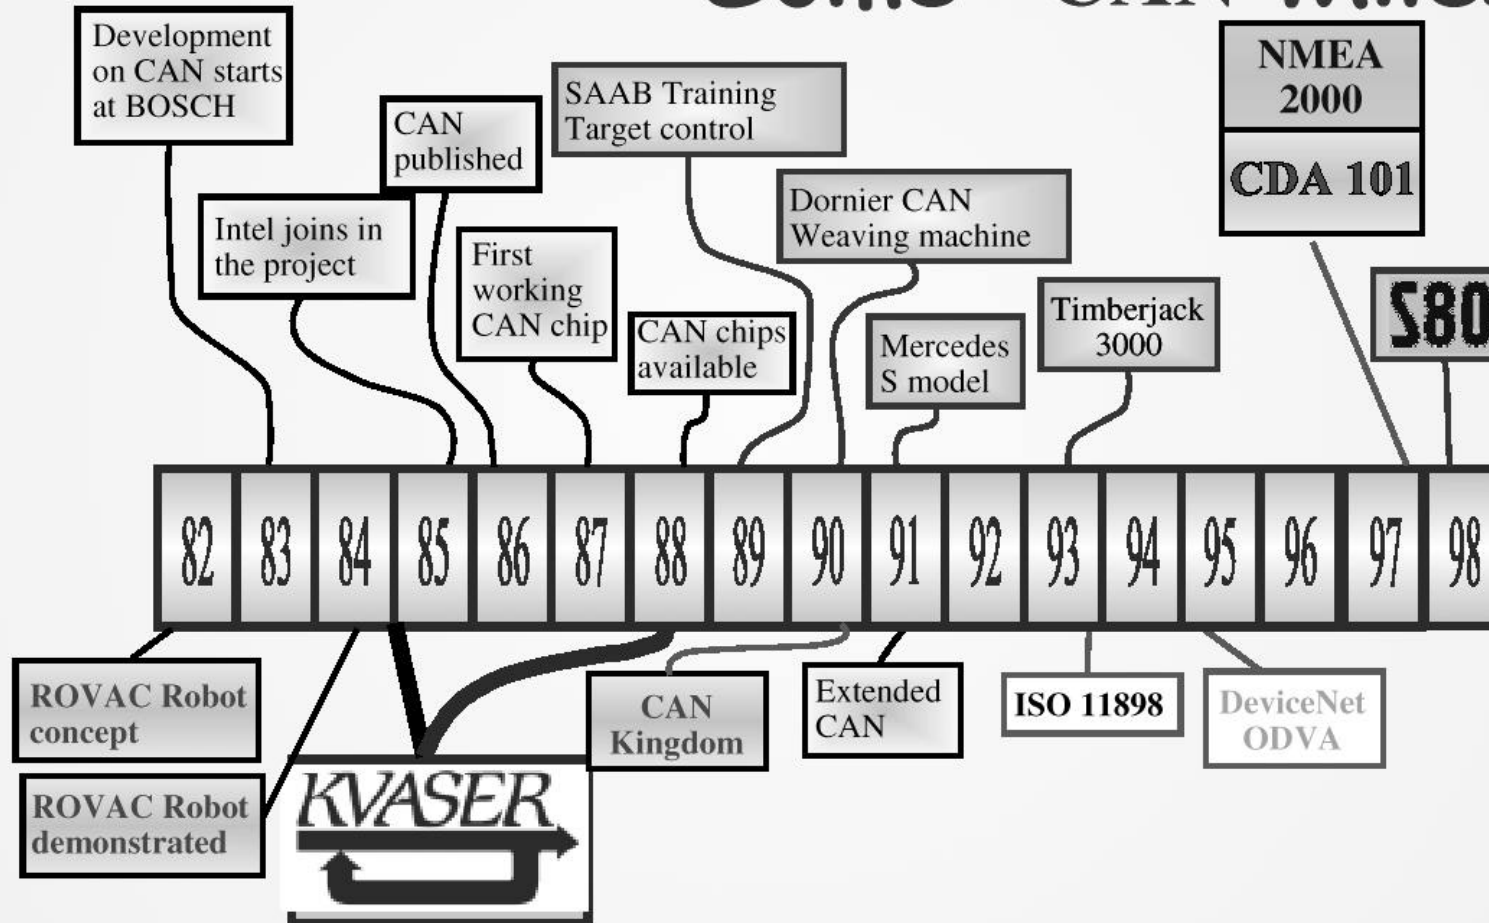 CAN
Development
on CAN starts
at BOSCH
CAN
published
SAAB Training
Target control
NMEA
2000
CDA 101
Intel joins in
the project
First
working
CAN chip
Dornier CAN
Weaving machine
CAN chips
available
Mercedes
S model
Timberjack
3000
82 83 84 85 86 87 88 89 90 91 92 93 94 95 96 97 98
ROVAC Robot
concept
ROVAC Robot
demonstrated
KVASER
CAN
Kingdom
Extended
CAN
ISO 11898
DeviceNet
ODVA